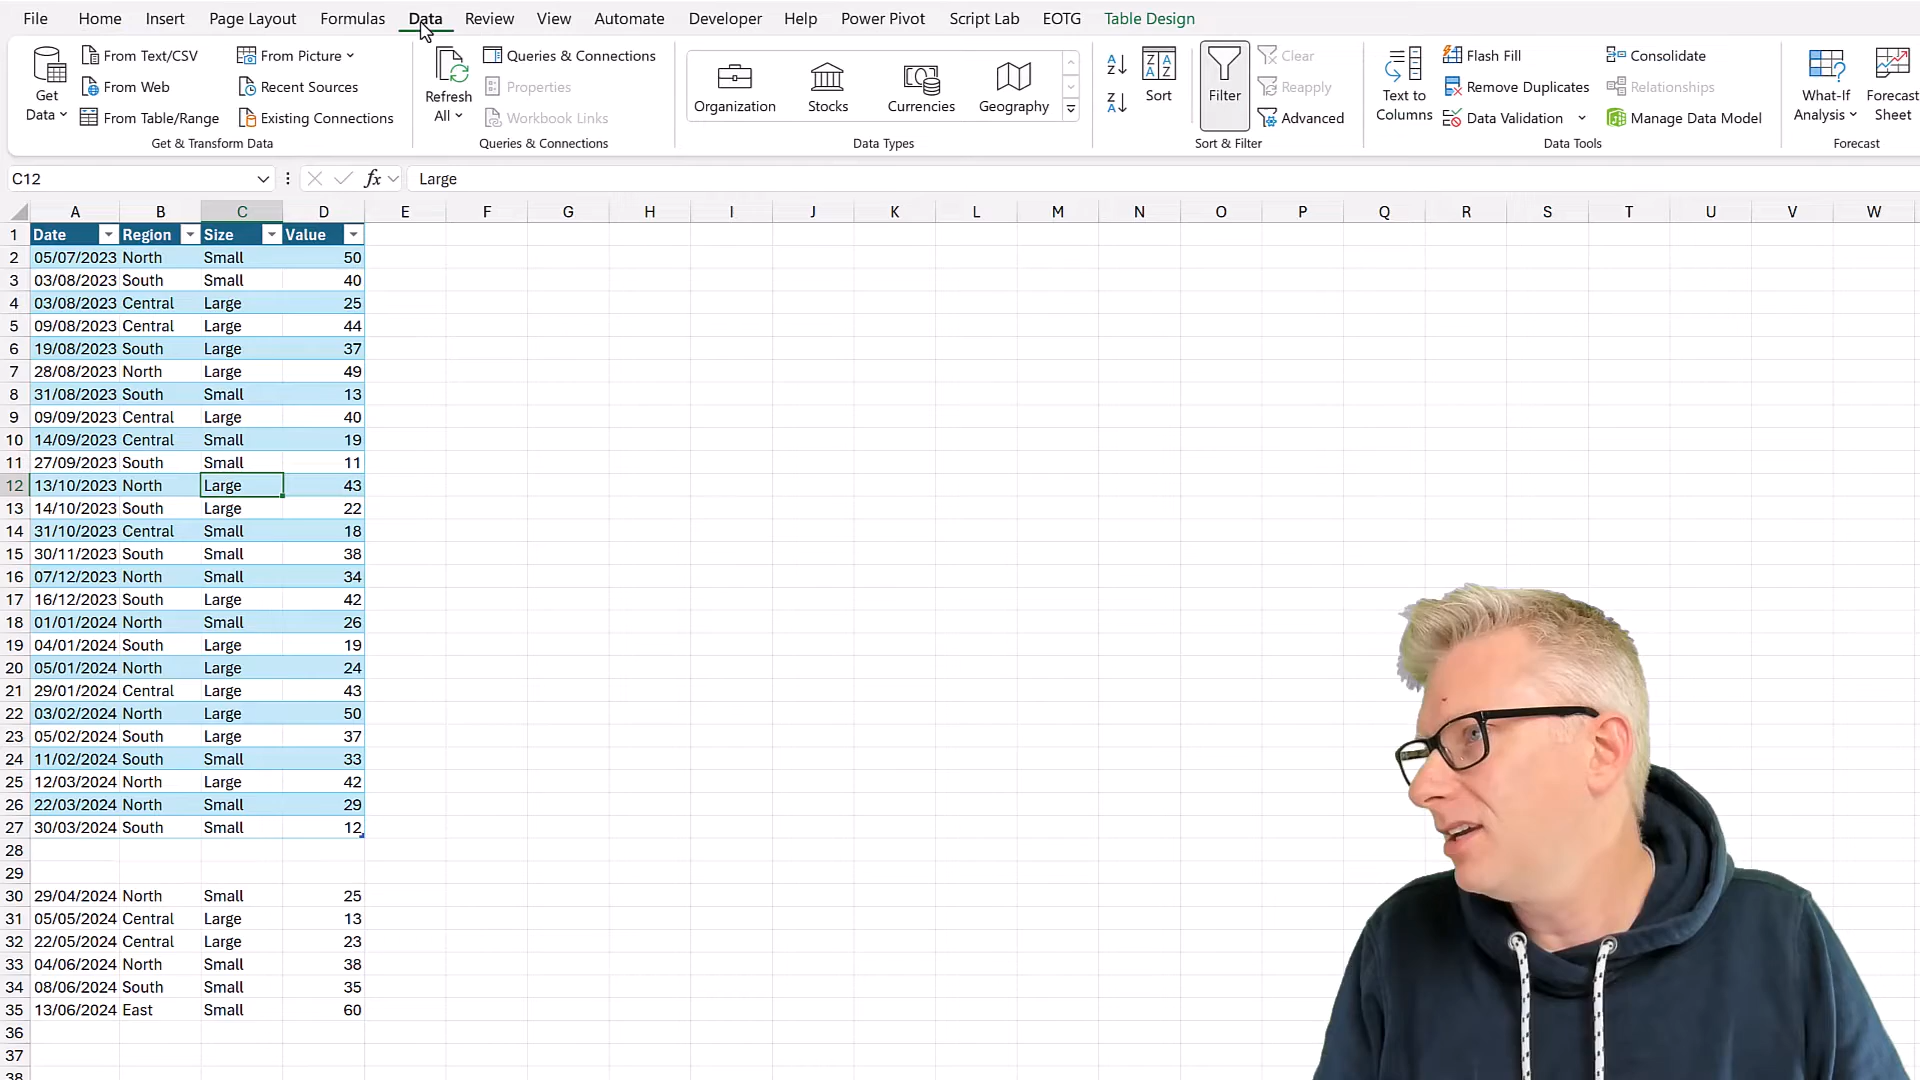 File Home Insert Page Layout Formulas Data Review View Automate Developer Power Pivot Script Lab EOTG Table Design Help
Get Data From Text/CSV From Picture Refresh All Queries & Connections Organization Stocks Currencies Geography Sort Filter Clear Text to Columns Flash Fill Consolidate What-If Analysis Forecast Sheet
From Web Recent Sources Properties Reapply Remove Duplicates Relationships
From Table/Range Existing Connections Workbook Links Advanced Data Validation Manage Data Model
Get & Transform Data Queries & Connections Data Types Sort & Filter Data Tools Forecast
C12 fx Large
A B C D E F G H I J K L M N O P Q R S T U V W
1 Date Region Size Value
2 05/07/2023 North Small 50
3 03/08/2023 South Small 40
4 03/08/2023 Central Large 25
5 09/08/2023 Central Large 44
6 19/08/2023 South Large 37
7 28/08/2023 North Large 49
8 31/08/2023 South Small 13
9 09/09/2023 Central Large 40
10 14/09/2023 Central Small 19
11 27/09/2023 South Small 11
12 13/10/2023 North Large 43
13 14/10/2023 South Large 22
14 31/10/2023 Central Small 18
15 30/11/2023 South Small 38
16 07/12/2023 North Small 34
17 16/12/2023 South Large 42
18 01/01/2024 North Small 26
19 04/01/2024 South Large 19
20 05/01/2024 North Large 24
21 29/01/2024 Central Large 43
22 03/02/2024 North Large 50
23 05/02/2024 South Large 37
24 11/02/2024 South Small 33
25 12/03/2024 North Large 42
26 22/03/2024 North Small 29
27 30/03/2024 South Small 12
28
29
30 29/04/2024 North Small 25
31 05/05/2024 Central Large 13
32 22/05/2024 Central Large 23
33 04/06/2024 North Small 38
34 08/06/2024 South Small 35
35 13/06/2024 East Small 60
36
37
38